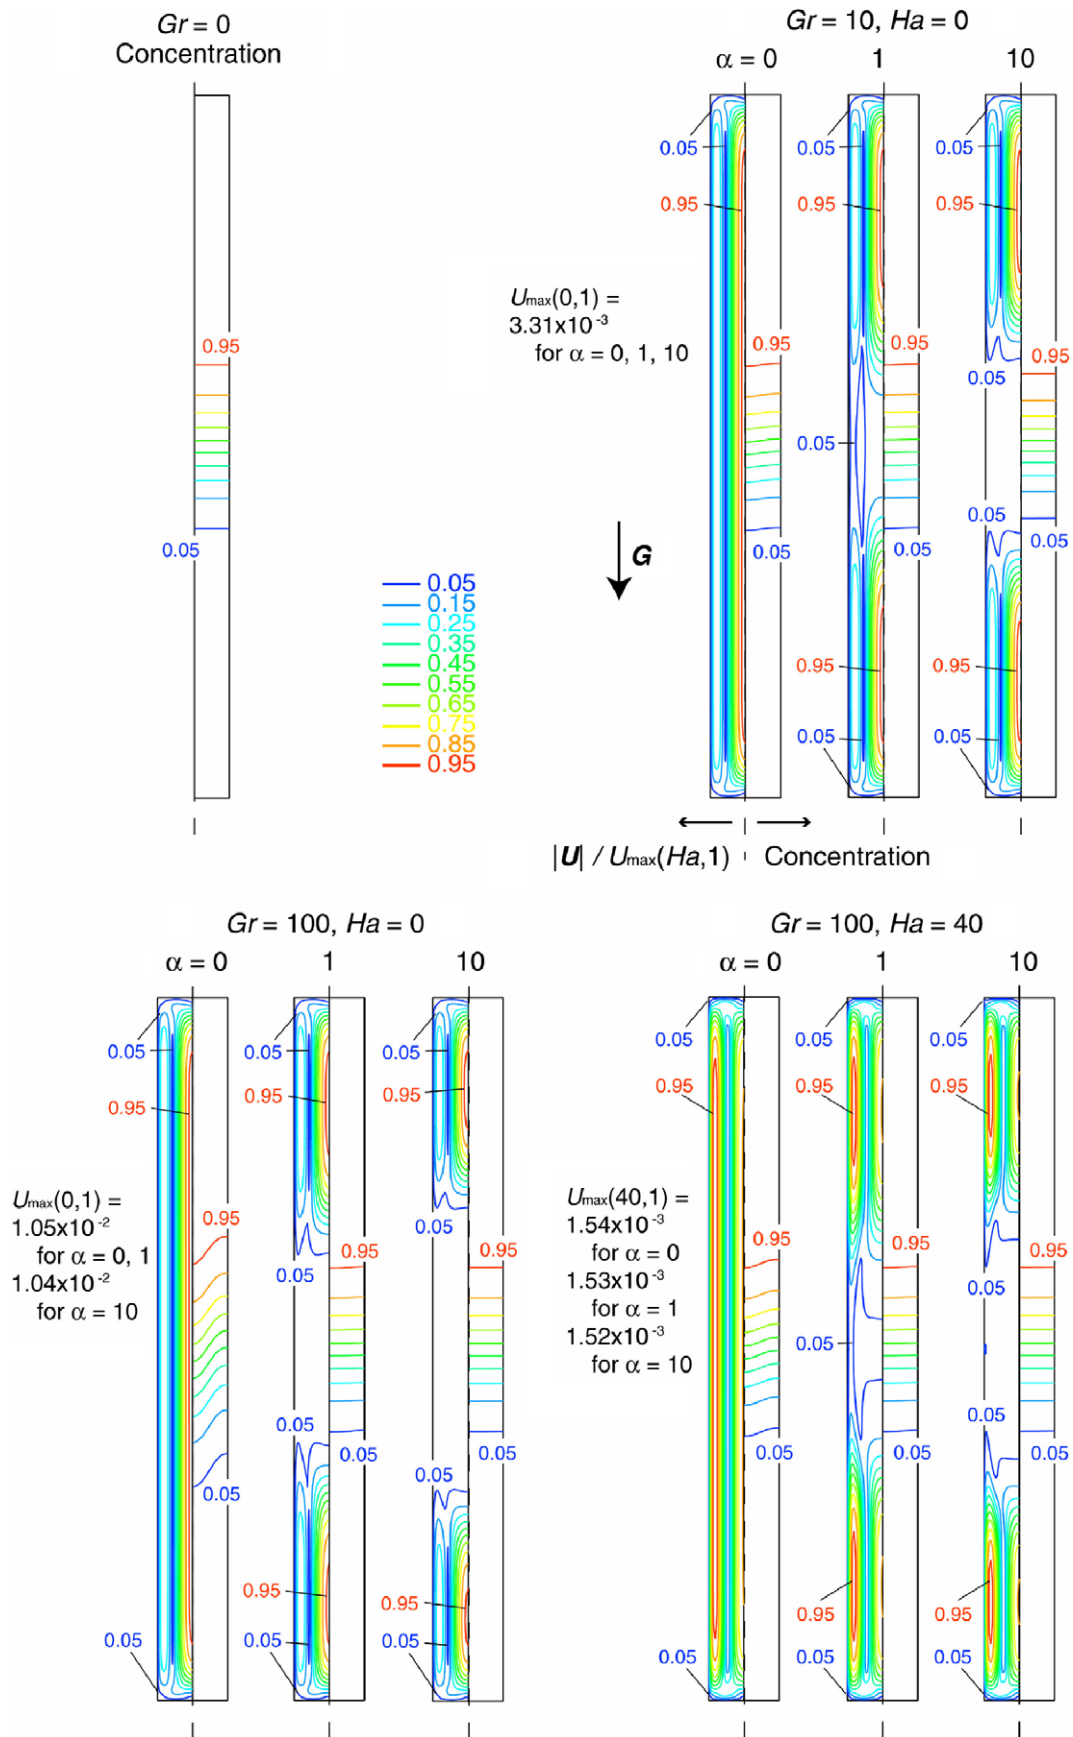 Gr = 0
Concentration
0.95
0.05
0.05
0.15
0.25
0.35
0.45
0.55
0.65
0.75
0.85
0.95
Gr = 10, Ha = 0
α = 0 1 10
0.05 0.05 0.05
0.95 0.95 0.95
Umax(0,1) =
3.31x10⁻³
for α = 0, 1, 10
0.95 0.95 0.95
0.05
0.05
0.05
0.05 0.05 0.05
G
0.95 0.95
0.05 0.05
|U| / Umax(Ha,1) Concentration
Gr = 100, Ha = 0
α = 0 1 10
0.05 0.05 0.05
0.95 0.95 0.95
Umax(0,1) =
1.05x10⁻²
for α = 0, 1
1.04x10⁻²
for α = 10
0.95 0.95 0.95
0.05 0.05
0.05 0.05
0.05 0.05 0.05
0.95 0.95
0.05 0.05 0.05
Gr = 100, Ha = 40
α = 0 1 10
0.05 0.05 0.05
0.95 0.95 0.95
Umax(40,1) =
1.54x10⁻³
for α = 0
1.53x10⁻³
for α = 1
1.52x10⁻³
for α = 10
0.95 0.95 0.95
0.05
0.05
0.05
0.05 0.05 0.05
0.95 0.95
0.05 0.05 0.05